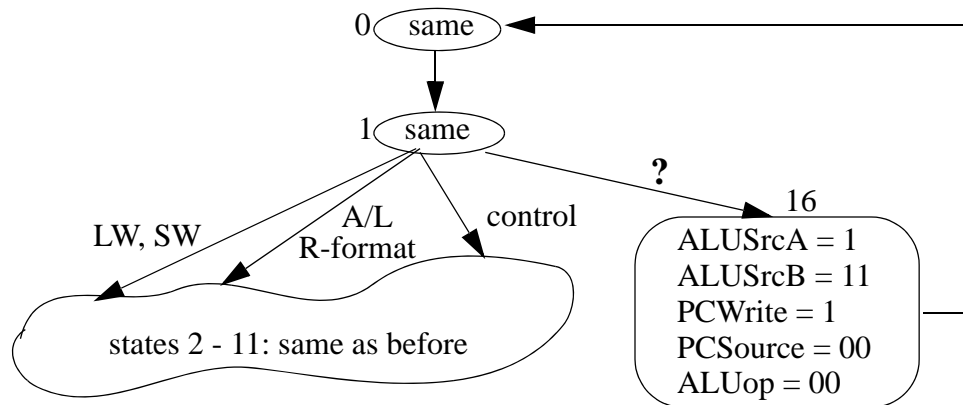 0 same
1 same
?
16
LW, SW
A/L
R-format
control
ALUSrcA = 1
ALUSrcB = 11
PCWrite = 1
PCSource = 00
ALUop = 00
states 2 - 11: same as before